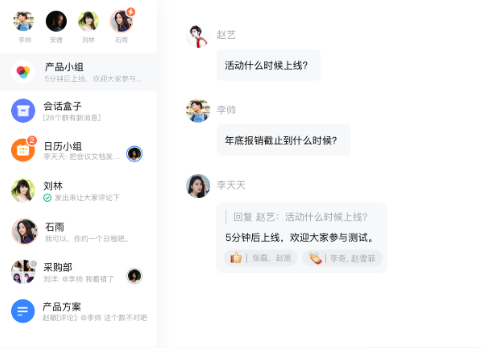 李帅
安德
刘林
石雨
产品小组
5分钟后上线，欢迎大家参与...
会话盒子
[26个群有新消息]
2
日历小组
李天天: 把会议文档发...
刘林
发出来让大家评论下
石雨
我可以，你约一个日程吧。
采购部
刘洋: @李帅 我看错了
产品方案
赵敏[评论] @李帅 这个数不对吧
赵艺
活动什么时候上线？
李帅
年底报销截止到什么时候？
李天天
回复 赵艺：活动什么时候上线？
5分钟后上线，欢迎大家参与测试。
张磊，赵旭
李奇, 赵雪菲